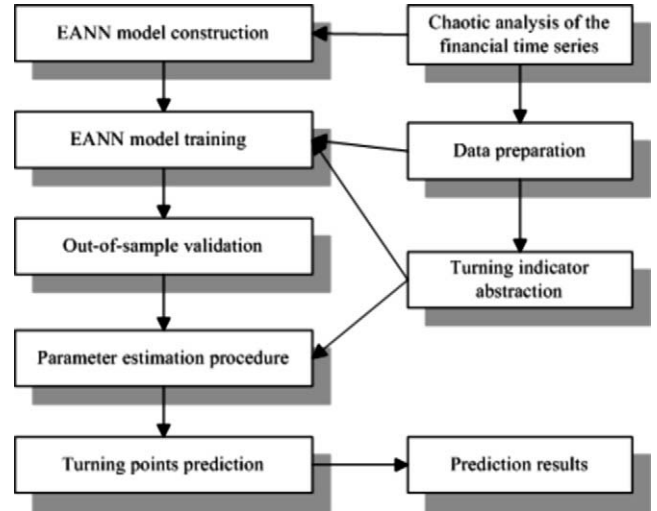 EANN model construction
Chaotic analysis of the
financial time series
EANN model training
Data preparation
Out-of-sample validation
Turning indicator
abstraction
Parameter estimation procedure
Turning points prediction
Prediction results